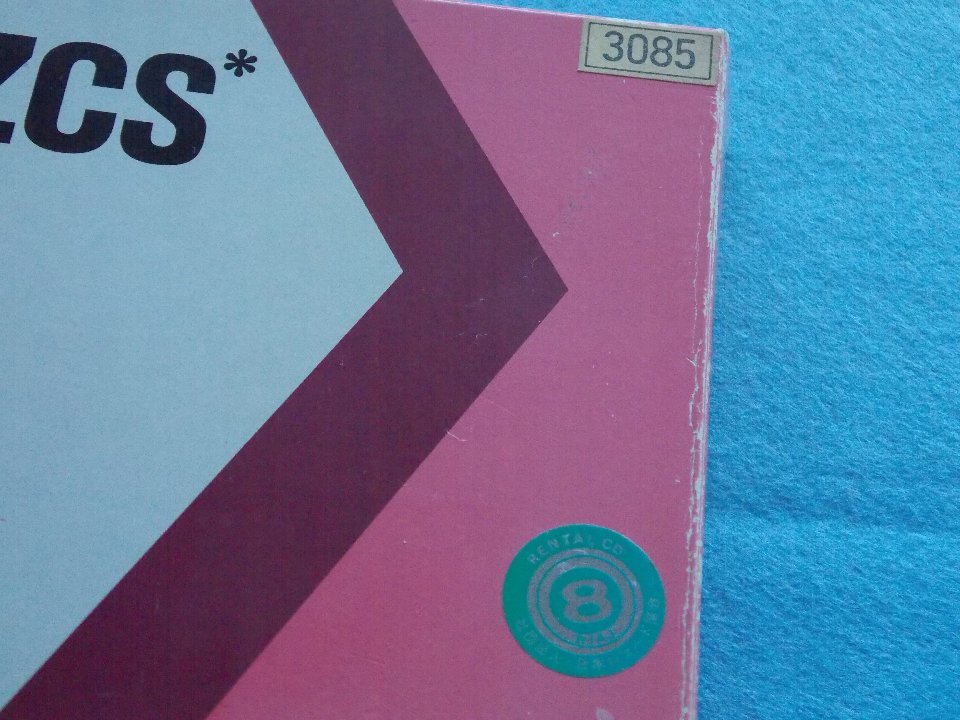 ZCS*
3085
RENTAL CD
8